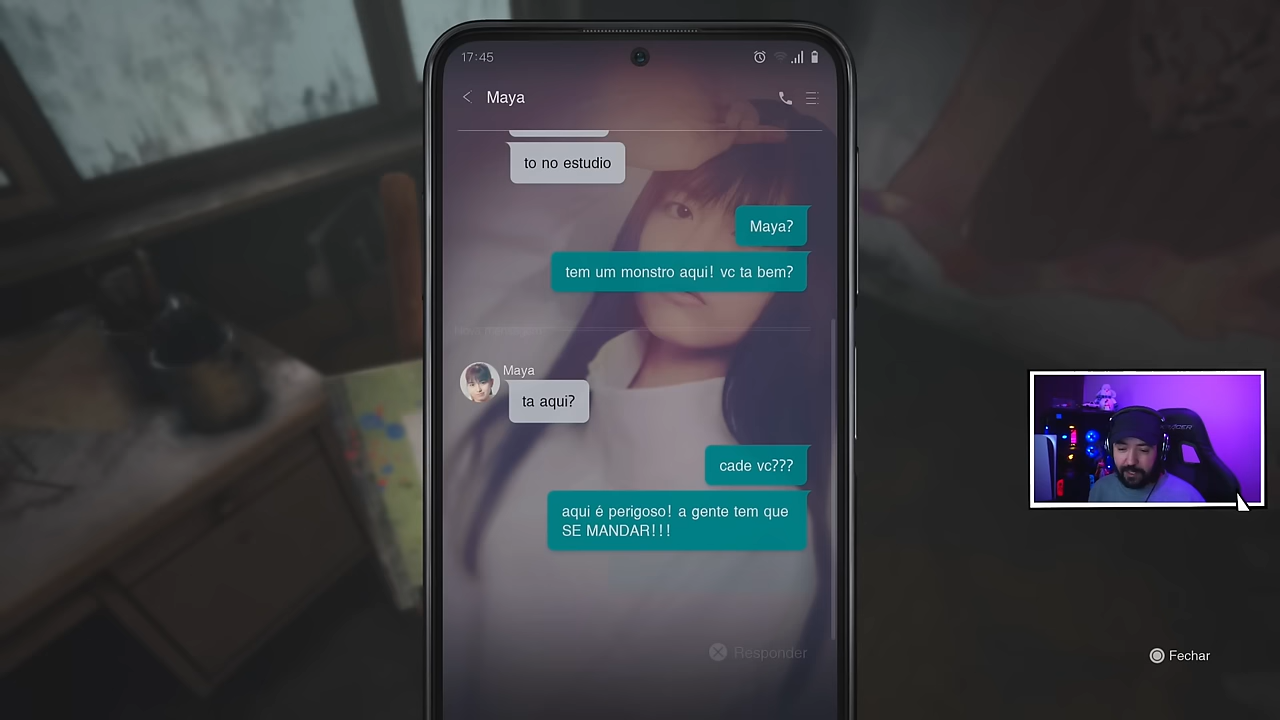 17:45
Maya
to no estudio
Maya?
tem um monstro aqui! vc ta bem?
Maya
ta aqui?
cade vc???
aqui é perigoso! a gente tem que
SE MANDAR!!!
Responder
Fechar